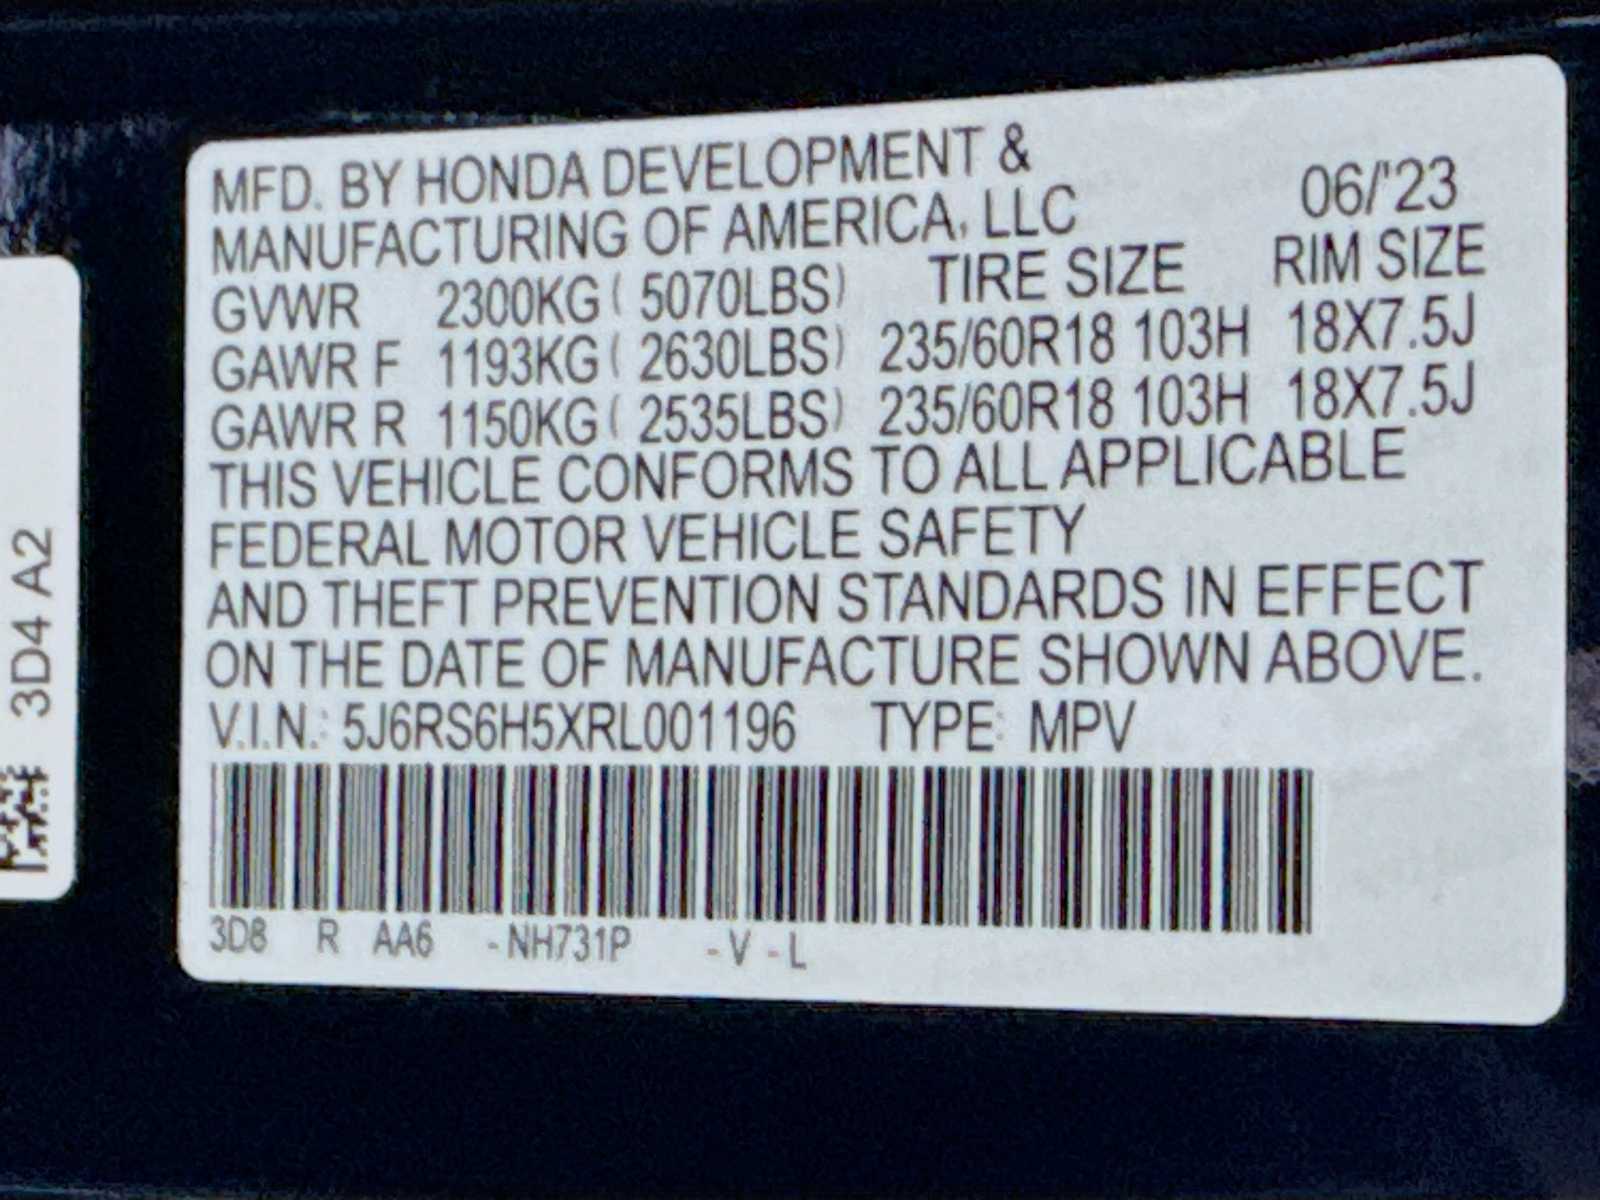 MFD. BY HONDA DEVELOPMENT &
MANUFACTURING OF AMERICA, LLC 06/'23
GVWR 2300KG ( 5070LBS) TIRE SIZE RIM SIZE
GAWR F 1193KG ( 2630LBS) 235/60R18 103H 18X7.5J
GAWR R 1150KG ( 2535LBS) 235/60R18 103H 18X7.5J
THIS VEHICLE CONFORMS TO ALL APPLICABLE
FEDERAL MOTOR VEHICLE SAFETY
AND THEFT PREVENTION STANDARDS IN EFFECT
ON THE DATE OF MANUFACTURE SHOWN ABOVE.
V.I.N.: 5J6RS6H5XRL001196 TYPE: MPV
3D8 R AA6 -NH731P -V -L
3D4 A2